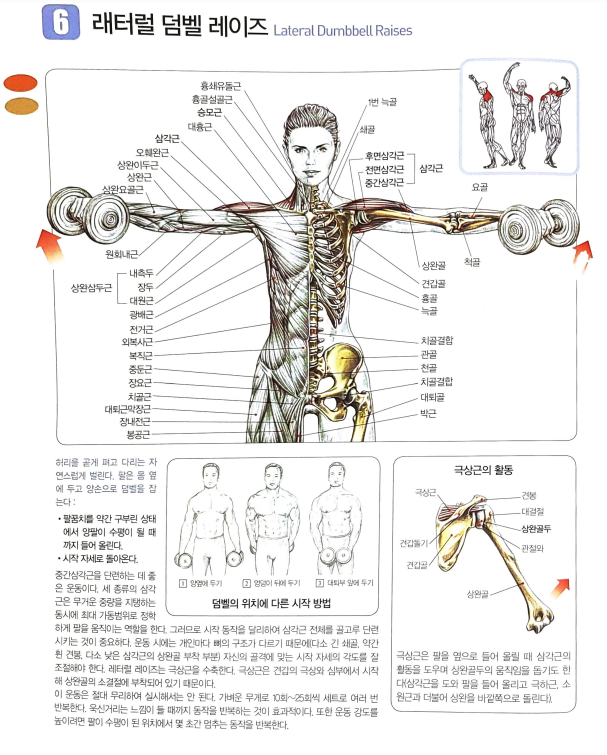 6 래터럴 덤벨 레이즈 Lateral Dumbbell Raises
흉쇄유돌근
흉골설골근
승모근
대흉근
삼각근
오훼완근
상완이두근
상완근
상완요골근
1번 늑골
쇄골
후면삼각근
전면삼각근
중간삼각근
삼각근
요골
원회내근
내측두
장두
대원근
상완삼두근
광배근
전거근
외복사근
복직근
중둔근
장요근
치골근
대퇴근막장근
장내전근
봉공근
척골
상완골
견갑골
흉골
늑골
치골결합
관골
천골
치골결합
대퇴골
박근
허리를 곧게 펴고 다리는 자
연스럽게 벌린다. 팔은 몸 옆
에 두고 양손으로 덤벨을 잡
는다 :
• 팔꿈치를 약간 구부린 상태
에서 양팔이 수평이 될 때
까지 들어 올린다.
• 시작 자세로 돌아온다.
중간삼각근을 단련하는 데 좋
은 운동이다. 세 종류의 삼각
근은 무거운 중량을 지탱하는
동시에 최대 가동범위로 정확
하게 팔을 움직이는 역할을 한다. 그러므로 시작 동작을 달리하여 삼각근 전체를 골고루 단련
시키는 것이 중요하다. 운동 시에는 개인마다 뼈의 구조가 다르기 때문에(다소 긴 쇄골, 약간
휜 견봉, 다소 낮은 삼각근의 상완골 부착 부분) 자신의 골격에 맞는 시작 자세의 각도를 잘
조절해야 한다. 래터럴 레이즈는 극상근을 수축한다. 극상근은 견갑의 극상와 심부에서 시작
해 상완골의 소결절에 부착되어 있기 때문이다.
이 운동은 절대 무리하여 실시해서는 안 된다. 가벼운 무게로 10회~25회씩 세트로 여러 번
반복한다. 욱신거리는 느낌이 들 때까지 동작을 반복하는 것이 효과적이다. 또한 운동 강도를
높이려면 팔이 수평이 된 위치에서 몇 초간 멈추는 동작을 반복한다.
1 양옆에 두기
2 엉덩이 뒤에 두기
3 대퇴부 앞에 두기
덤벨의 위치에 다른 시작 방법
극상근의 활동
극상근
견봉
대결절
상완골두
관절와
견갑돌기
견갑골
상완골
극상근은 팔을 옆으로 들어 올릴 때 삼각근의
활동을 도우며 상완골두의 움직임을 돕기도 한
다(삼각근을 도와 팔을 들어 올리고 극하근, 소
원근과 더불어 상완을 바깥쪽으로 돌린다).